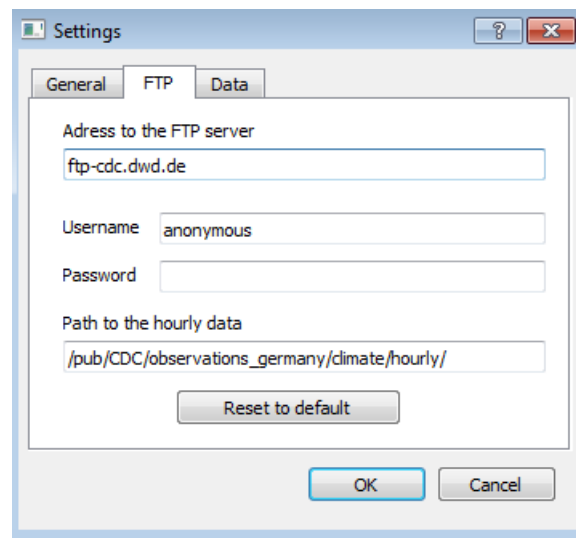 Settings
General FTP Data
Adress to the FTP server
ftp-cdc.dwd.de
Username anonymous
Password
Path to the hourly data
/pub/CDC/observations_germany/climate/hourly/
Reset to default
OK Cancel